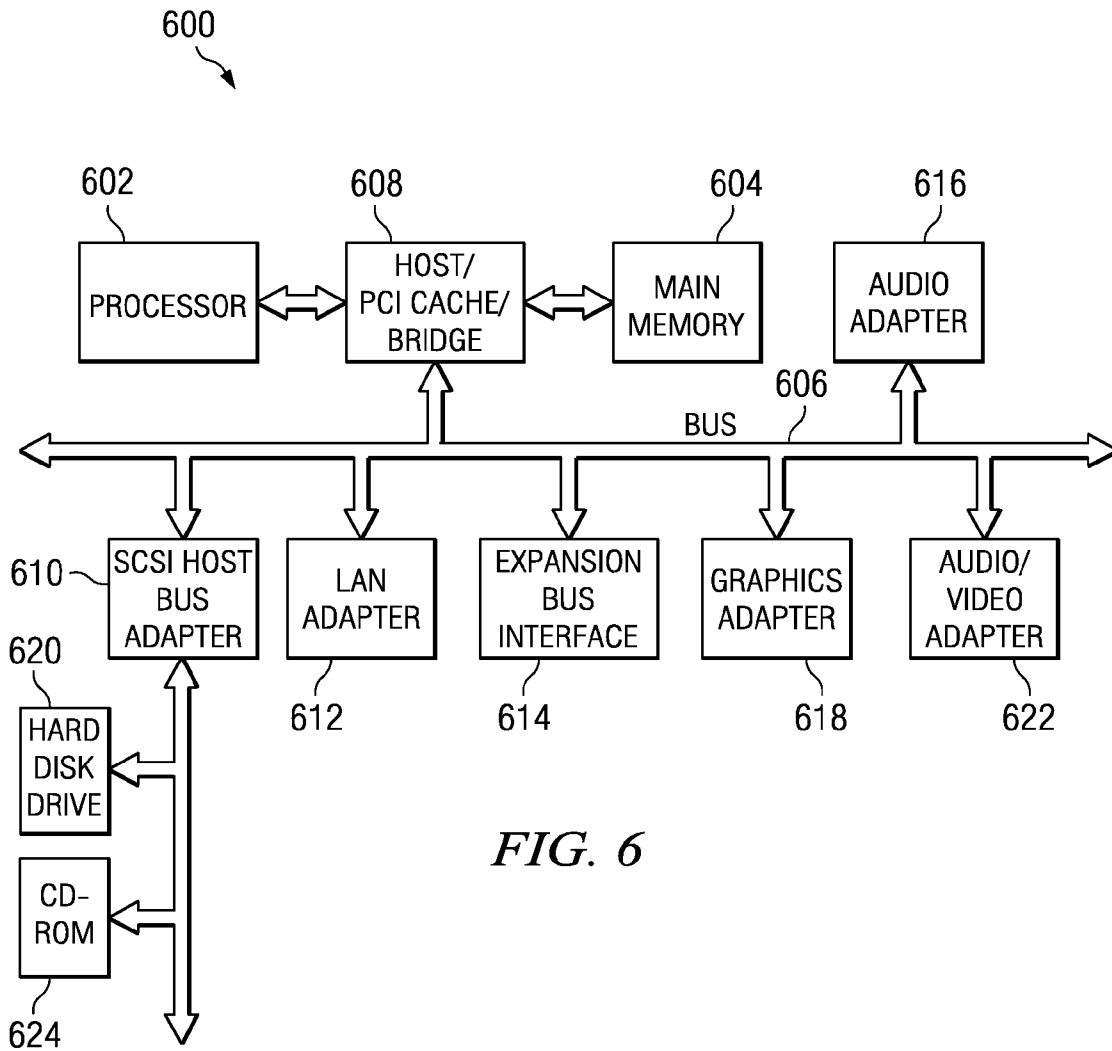 600
602
608
604
616
PROCESSOR
HOST/
PCI CACHE/
BRIDGE
MAIN
MEMORY
AUDIO
ADAPTER
606
BUS
610
SCSI HOST
BUS
ADAPTER
LAN
ADAPTER
EXPANSION
BUS
INTERFACE
GRAPHICS
ADAPTER
AUDIO/
VIDEO
ADAPTER
620
612
614
618
622
HARD
DISK
DRIVE
FIG. 6
CD-
ROM
624